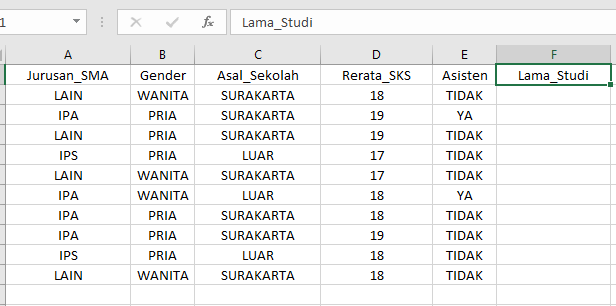 1 fx Lama_Studi
A B C D E F
Jurusan_SMA Gender Asal_Sekolah Rerata_SKS Asisten Lama_Studi
LAIN WANITA SURAKARTA 18 TIDAK
IPA PRIA SURAKARTA 19 YA
LAIN PRIA SURAKARTA 19 TIDAK
IPS PRIA LUAR 17 TIDAK
LAIN WANITA SURAKARTA 17 TIDAK
IPA WANITA LUAR 18 YA
IPA PRIA SURAKARTA 18 TIDAK
IPA PRIA SURAKARTA 19 TIDAK
IPS PRIA LUAR 18 TIDAK
LAIN WANITA SURAKARTA 18 TIDAK